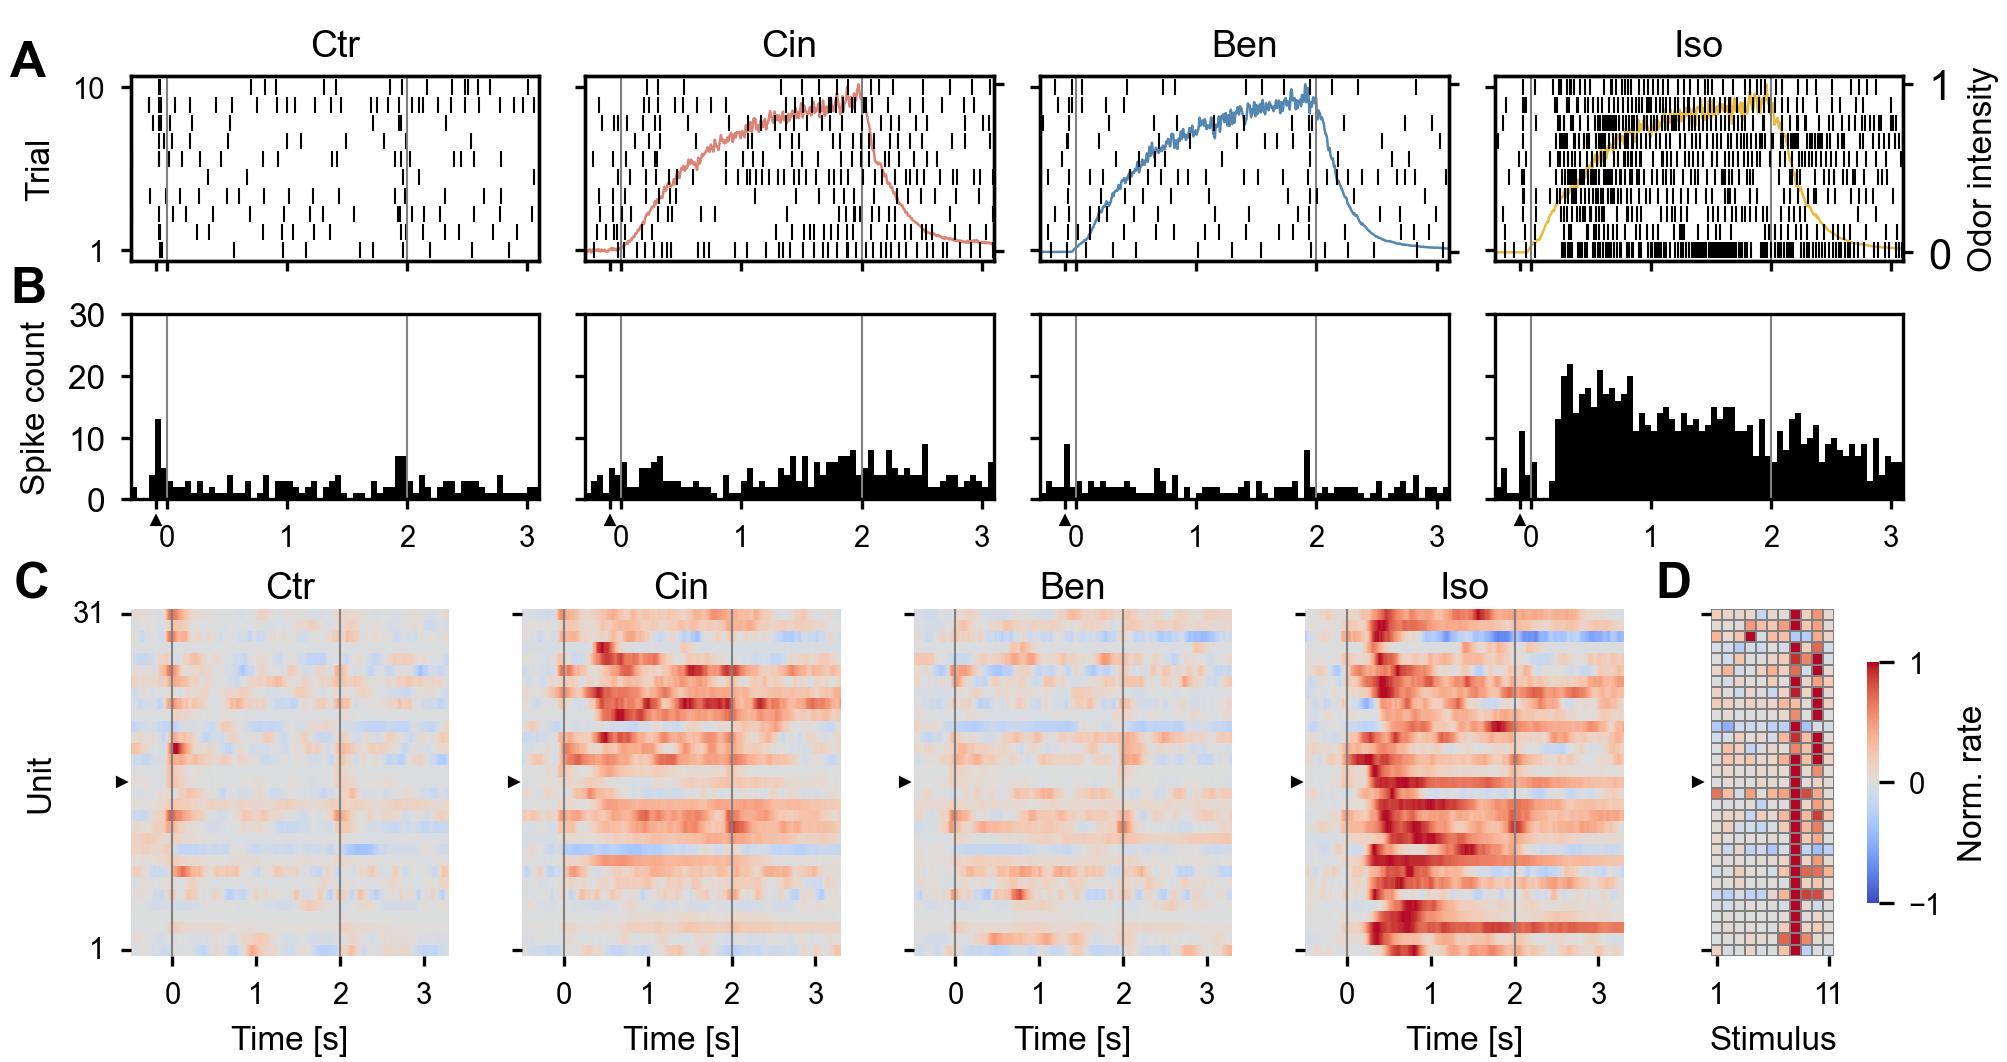 A
Ctr Cin Ben Iso
10 1
Trial
Odor intensity
1 0
B
30
Spike count
20
10
0
0 1 2 3 0 1 2 3 0 1 2 3 0 1 2 3
C
D
Ctr Cin Ben Iso
31
1
Unit
0
Norm. rate
−1
1
0 1 2 3 0 1 2 3 0 1 2 3 0 1 2 3 1 11
Time [s] Time [s] Time [s] Time [s] Stimulus